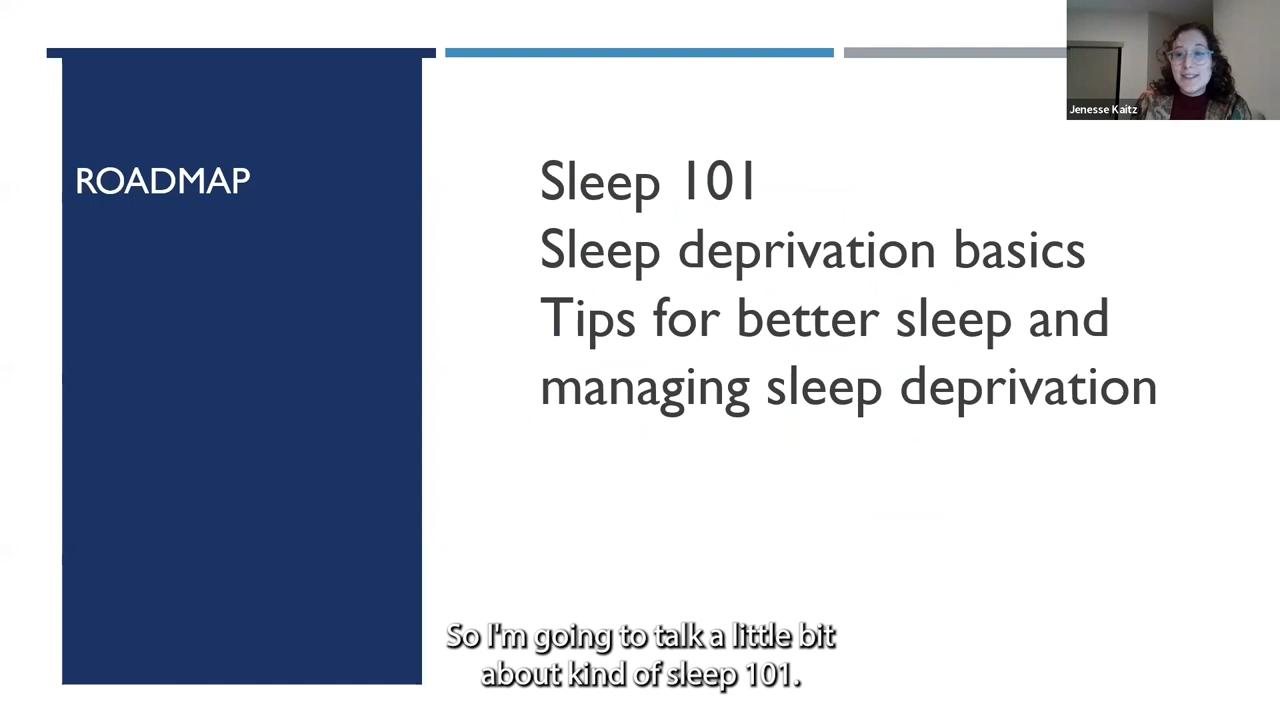 ROADMAP
Sleep 101
Sleep deprivation basics
Tips for better sleep and
managing sleep deprivation
Jenesse Kaitz
So I'm going to talk a little bit
about kind of sleep 101.